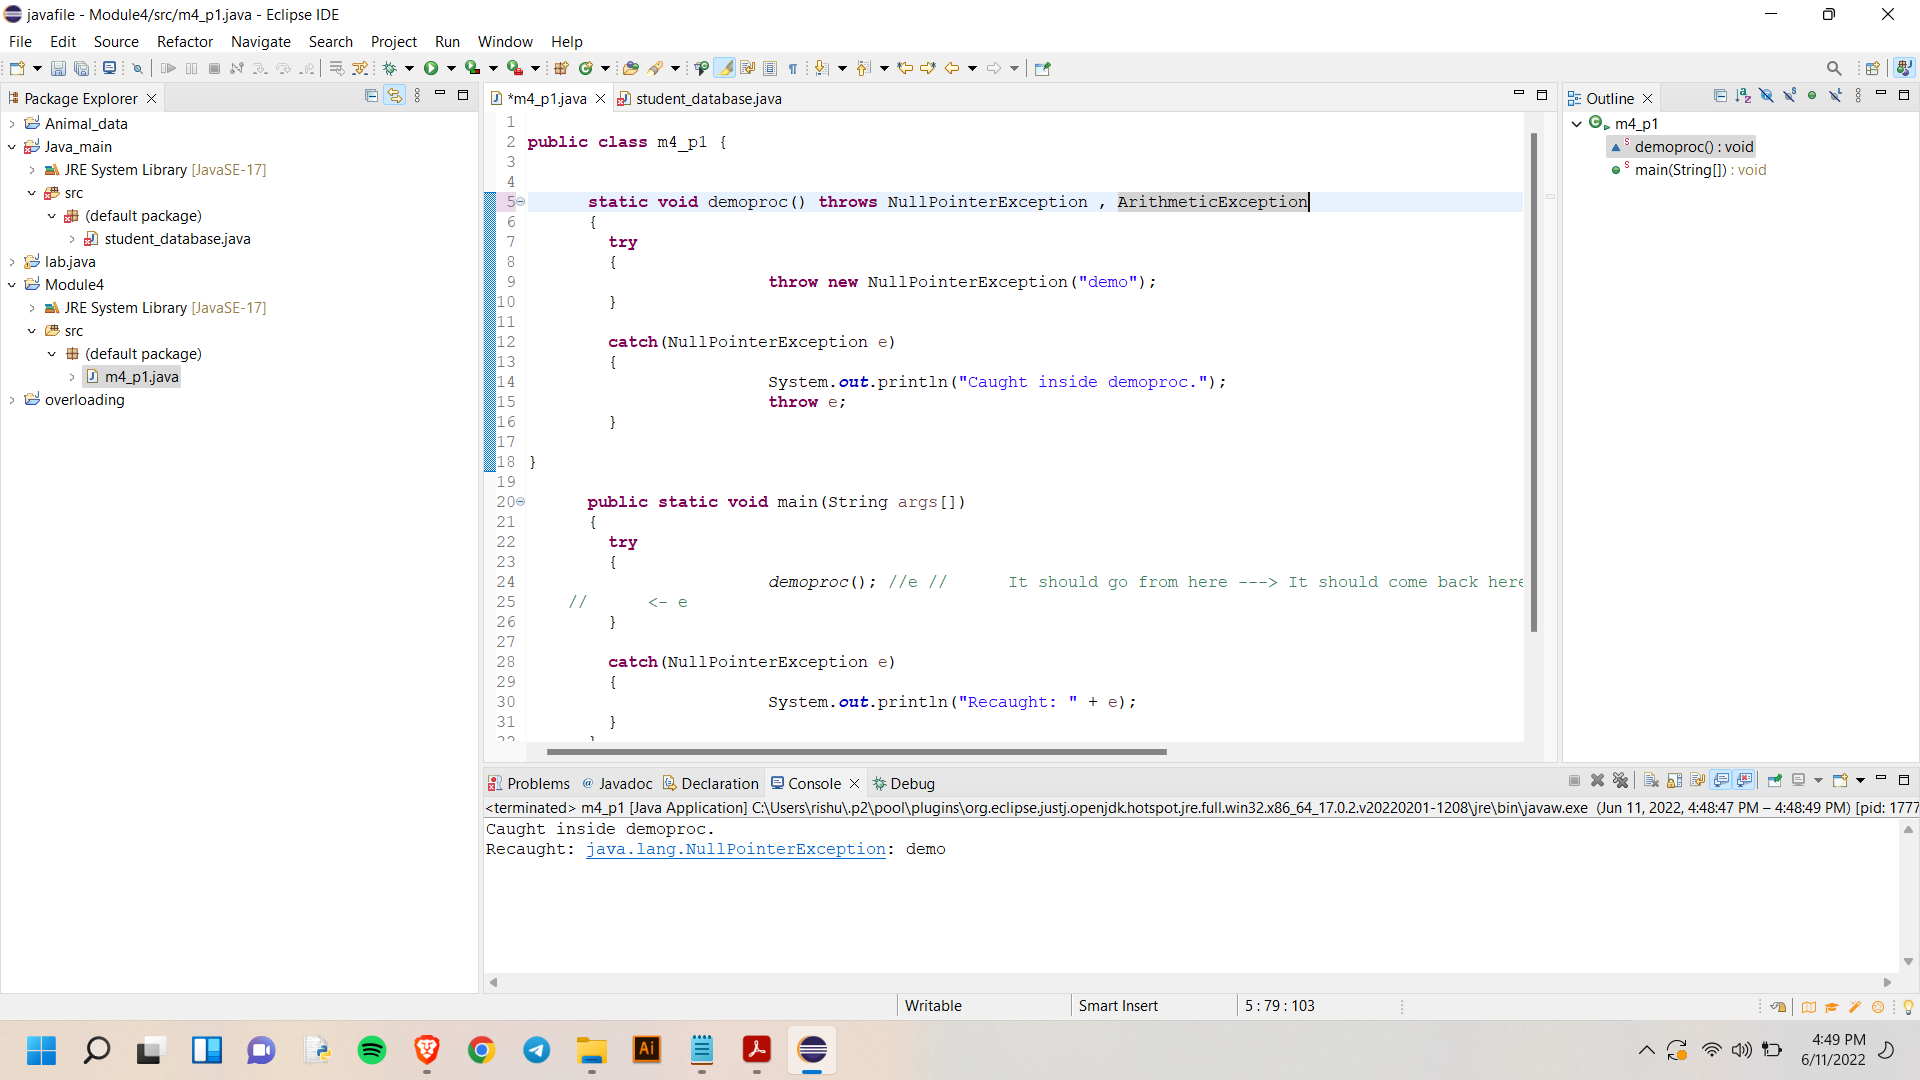 javafile - Module4/src/m4_p1.java - Eclipse IDE
File Edit Source Refactor Navigate Search Project Run Window Help
Package Explorer
Animal_data
Java_main
JRE System Library [JavaSE-17]
src
(default package)
student_database.java
lab.java
Module4
JRE System Library [JavaSE-17]
src
(default package)
m4_p1.java
overloading
*m4_p1.java student_database.java
1
2 public class m4_p1 {
3
4
5 static void demoproc() throws NullPointerException , ArithmeticException
6 {
7 try
8 {
9 throw new NullPointerException("demo");
10 }
11
12 catch(NullPointerException e)
13 {
14 System.out.println("Caught inside demoproc.");
15 throw e;
16 }
17
18 }
19
20 public static void main(String args[])
21 {
22 try
23 {
24 demoproc(); //e // It should go from here ---> It should come back here
25 // <- e
26 }
27
28 catch(NullPointerException e)
29 {
30 System.out.println("Recaught: " + e);
31 }
32 }
Outline
m4_p1
demoproc() : void
main(String[]) : void
Problems @ Javadoc Declaration Console Debug
<terminated> m4_p1 [Java Application] C:\Users\rishu\.p2\pool\plugins\org.eclipse.justj.openjdk.hotspot.jre.full.win32.x86_64_17.0.2.v20220201-1208\jre\bin\javaw.exe (Jun 11, 2022, 4:48:47 PM – 4:48:49 PM) [pid: 1777
Caught inside demoproc.
Recaught: java.lang.NullPointerException: demo
Writable Smart Insert 5 : 79 : 103
Ai
4:49 PM
6/11/2022